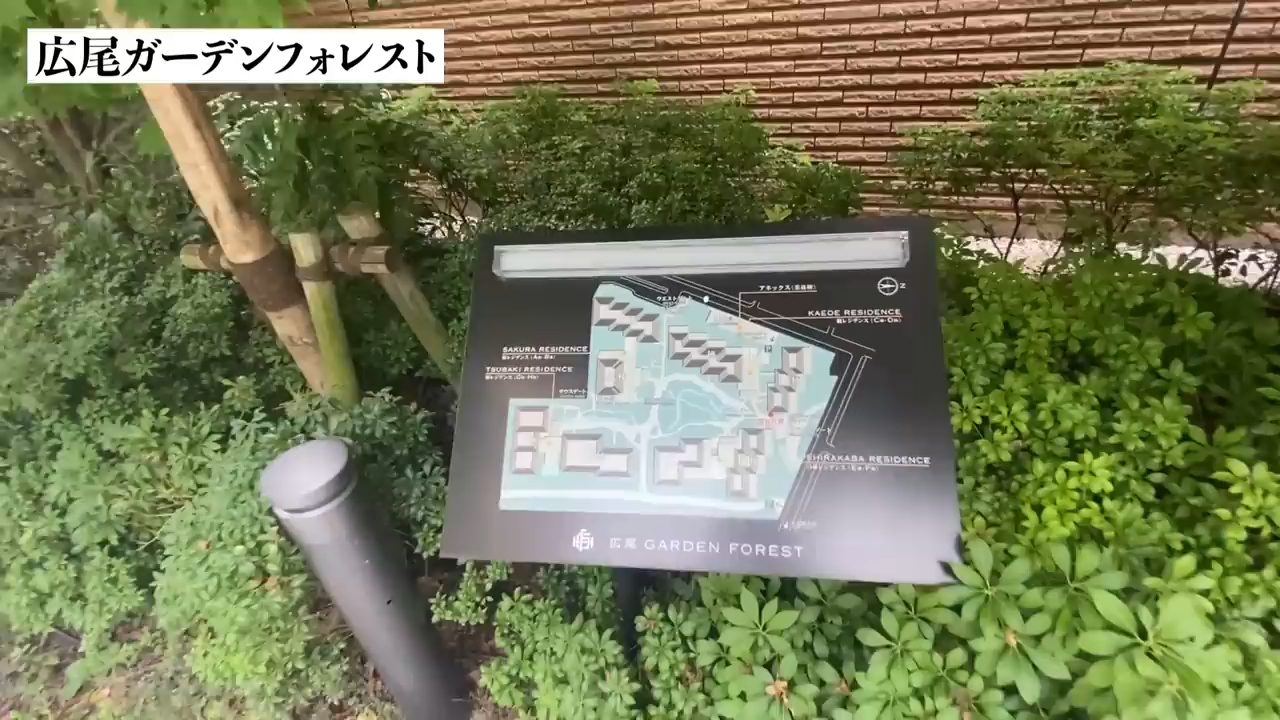 広尾ガーデンフォレスト
アネックス
N
KAEDE RESIDENCE
SAKURA RESIDENCE
TSUBAKI RESIDENCE
SHIRAKABA RESIDENCE
広尾 GARDEN FOREST